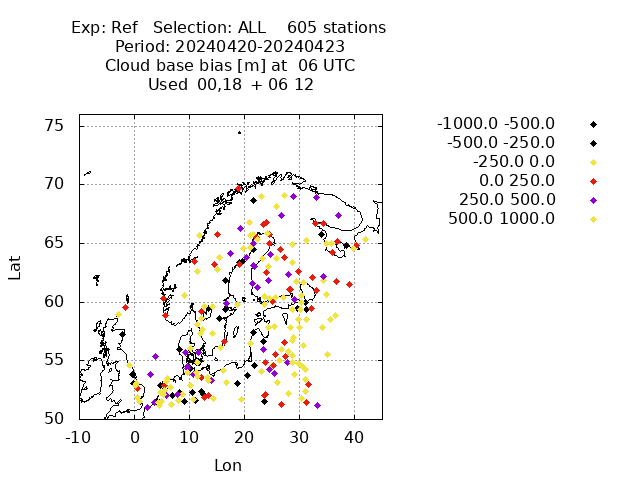 Exp: Ref   Selection: ALL    605 stations
Period: 20240420-20240423
Cloud base bias [m] at  06 UTC
Used  00,18  + 06 12
-1000.0 -500.0
-500.0 -250.0
-250.0 0.0
0.0 250.0
250.0 500.0
500.0 1000.0
Lat
75
70
65
60
55
50
-10 0 10 20 30 40
Lon